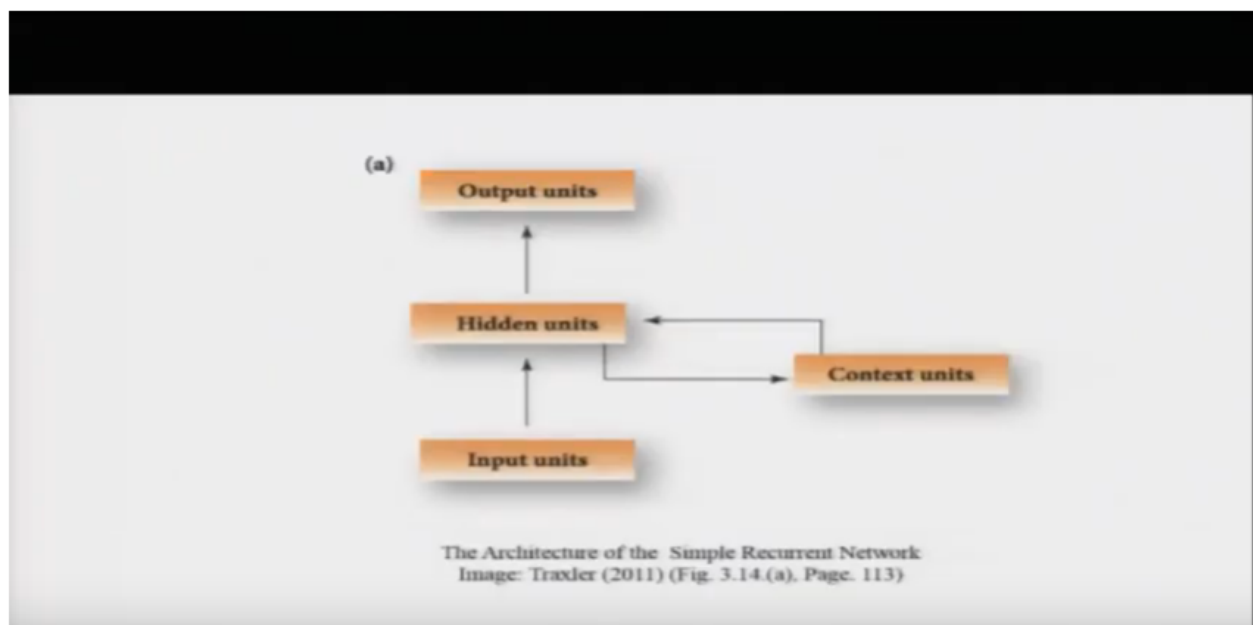 (a)
Output units
Hidden units
Context units
Input units
The Architecture of the Simple Recurrent Network
Image: Traxler (2011) (Fig. 3.14.(a), Page. 113)